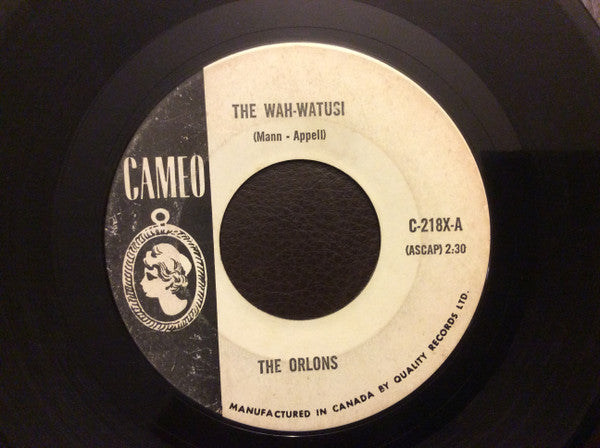 THE WAH-WATUSI
(Mann - Appell)
CAMEO
C-218X-A
(ASCAP) 2:30
THE ORLONS
MANUFACTURED IN CANADA BY QUALITY RECORDS LTD.